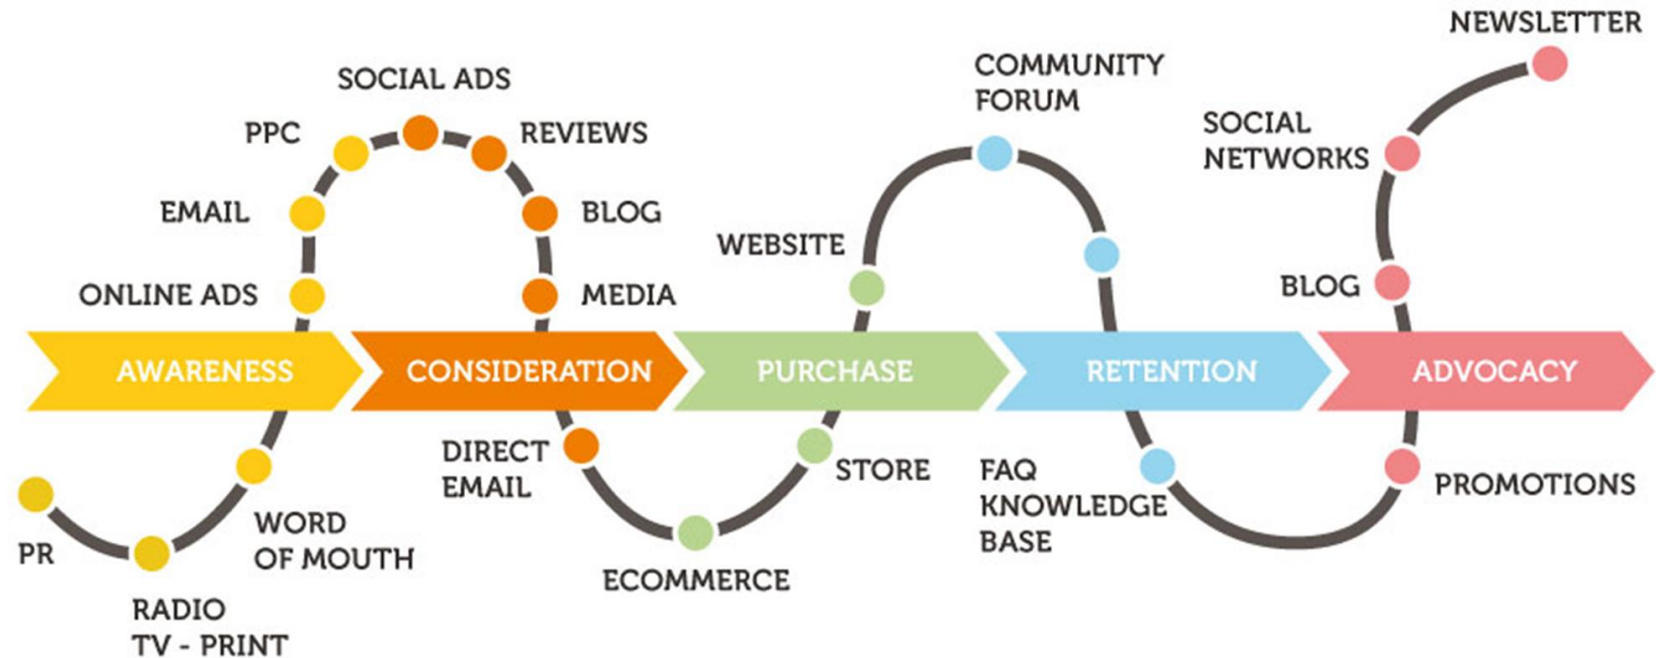 NEWSLETTER
COMMUNITY
FORUM
SOCIAL ADS
PPC
REVIEWS
SOCIAL
NETWORKS
EMAIL
BLOG
WEBSITE
ONLINE ADS
MEDIA
BLOG
AWARENESS
CONSIDERATION
PURCHASE
RETENTION
ADVOCACY
DIRECT
EMAIL
STORE
FAQ
KNOWLEDGE
BASE
PROMOTIONS
WORD
OF MOUTH
PR
ECOMMERCE
RADIO
TV - PRINT